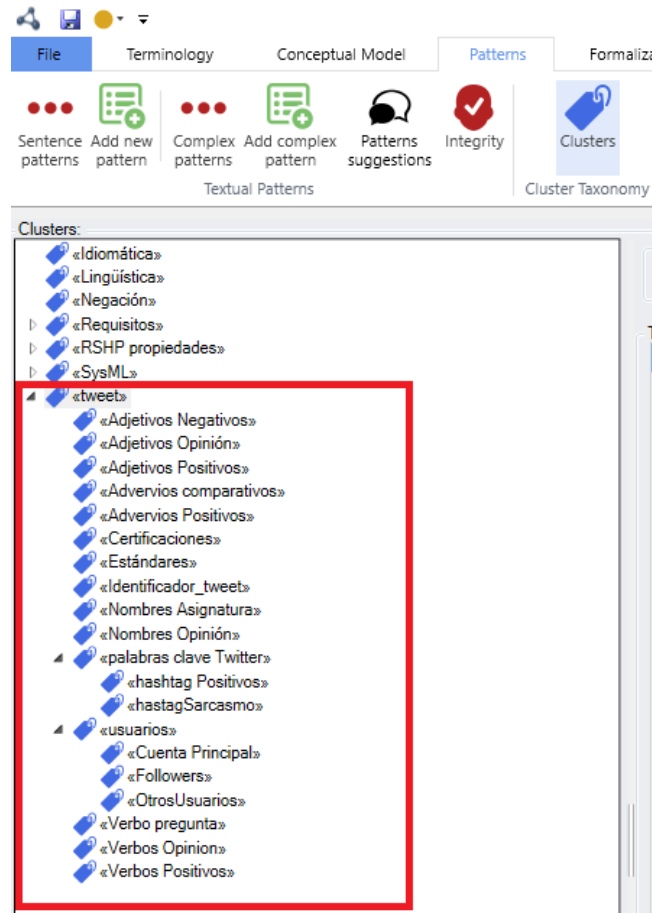 File Terminology Conceptual Model Patterns Formaliza
Sentence patterns Add new pattern Complex patterns Add complex pattern Patterns suggestions Integrity Clusters
Textual Patterns Cluster Taxonomy
Clusters:
«Idiomática»
«Lingüística»
«Negación»
«Requisitos»
«RSHP propiedades»
«SysML»
«tweet»
«Adjetivos Negativos»
«Adjetivos Opinión»
«Adjetivos Positivos»
«Advervios comparativos»
«Advervios Positivos»
«Certificaciones»
«Estándares»
«Identificador_tweet»
«Nombres Asignatura»
«Nombres Opinión»
«palabras clave Twitter»
«hashtag Positivos»
«hastagSarcasmo»
«usuarios»
«Cuenta Principal»
«Followers»
«OtrosUsuarios»
«Verbo pregunta»
«Verbos Opinion»
«Verbos Positivos»